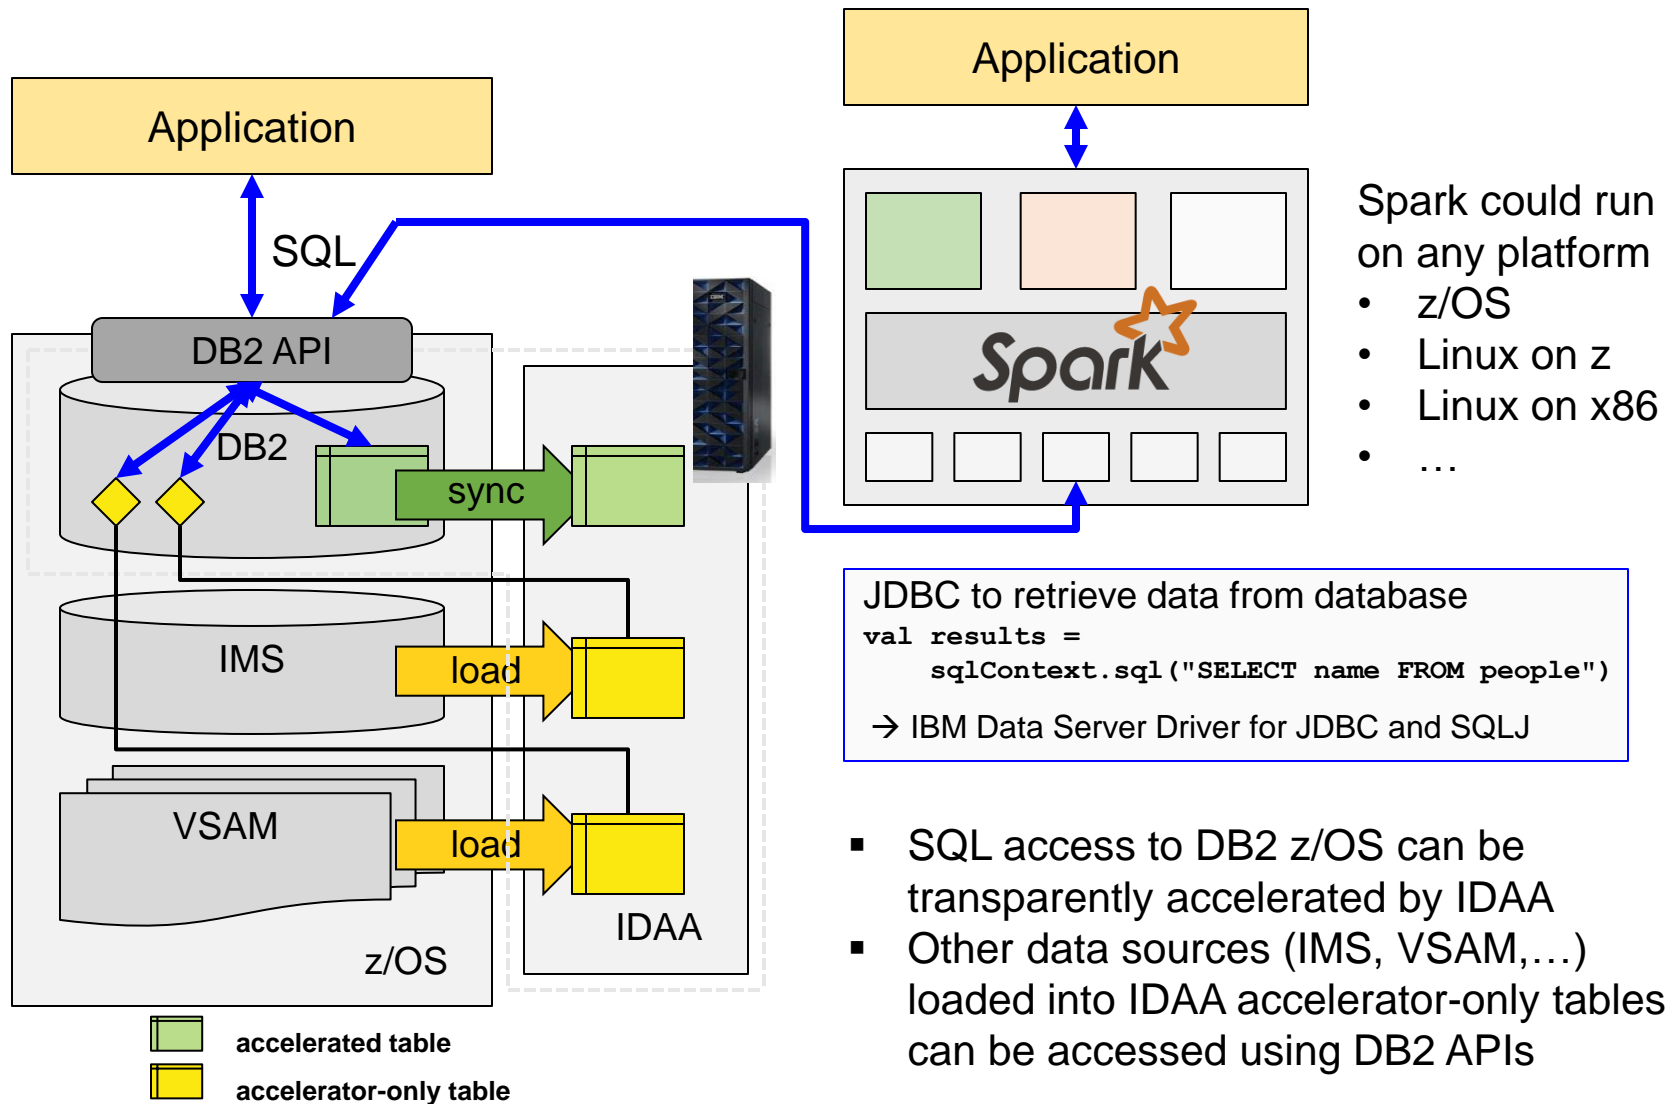 Application
SQL
DB2 API
DB2
sync
IMS
load
VSAM
load
IDAA
z/OS
accelerated table
accelerator-only table
Application
Spark
Spark could run
on any platform
• z/OS
• Linux on z
• Linux on x86
• …
JDBC to retrieve data from database
val results =
sqlContext.sql("SELECT name FROM people")
→ IBM Data Server Driver for JDBC and SQLJ
▪ SQL access to DB2 z/OS can be
transparently accelerated by IDAA
▪ Other data sources (IMS, VSAM,…)
loaded into IDAA accelerator-only tables
can be accessed using DB2 APIs